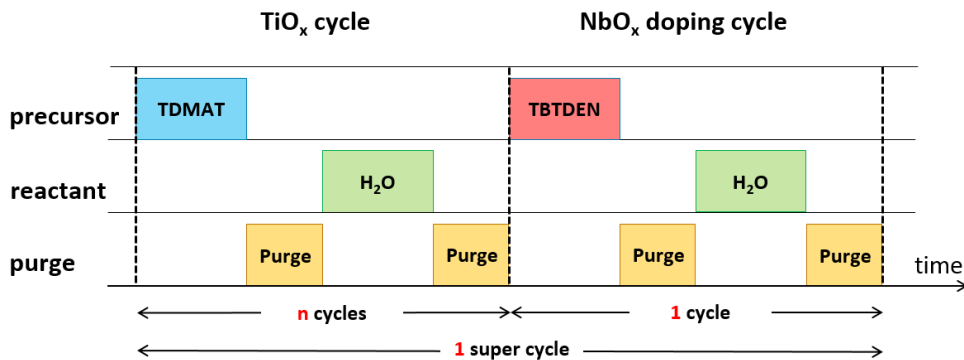 TiOₓ cycle NbOₓ doping cycle
precursor TDMAT TBTDEN
reactant H₂O H₂O
purge Purge Purge Purge Purge time
n cycles 1 cycle
1 super cycle